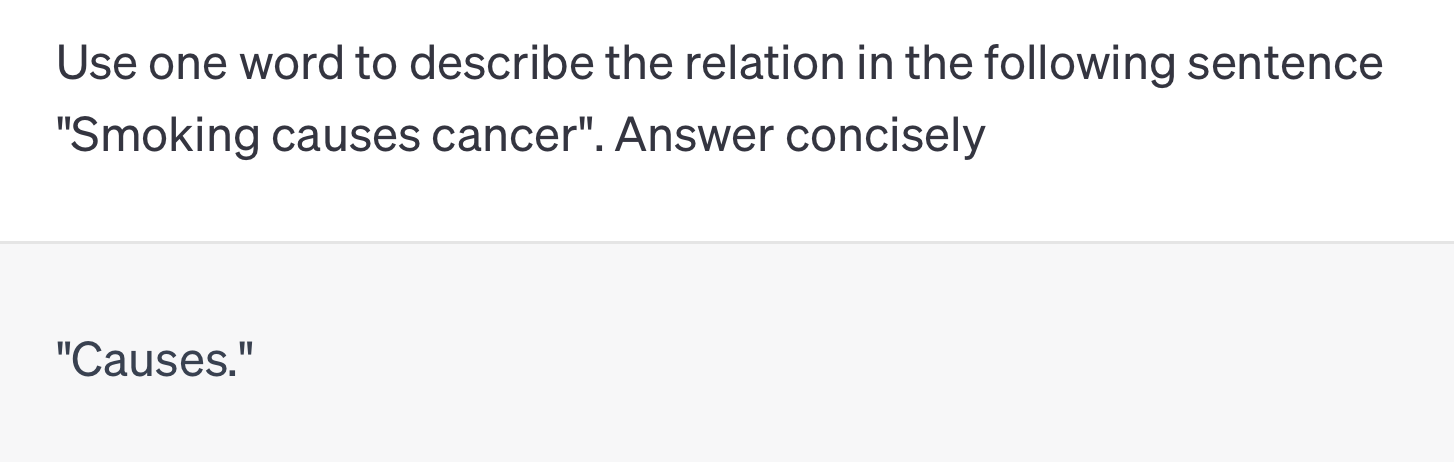 Use one word to describe the relation in the following sentence
"Smoking causes cancer". Answer concisely
"Causes."